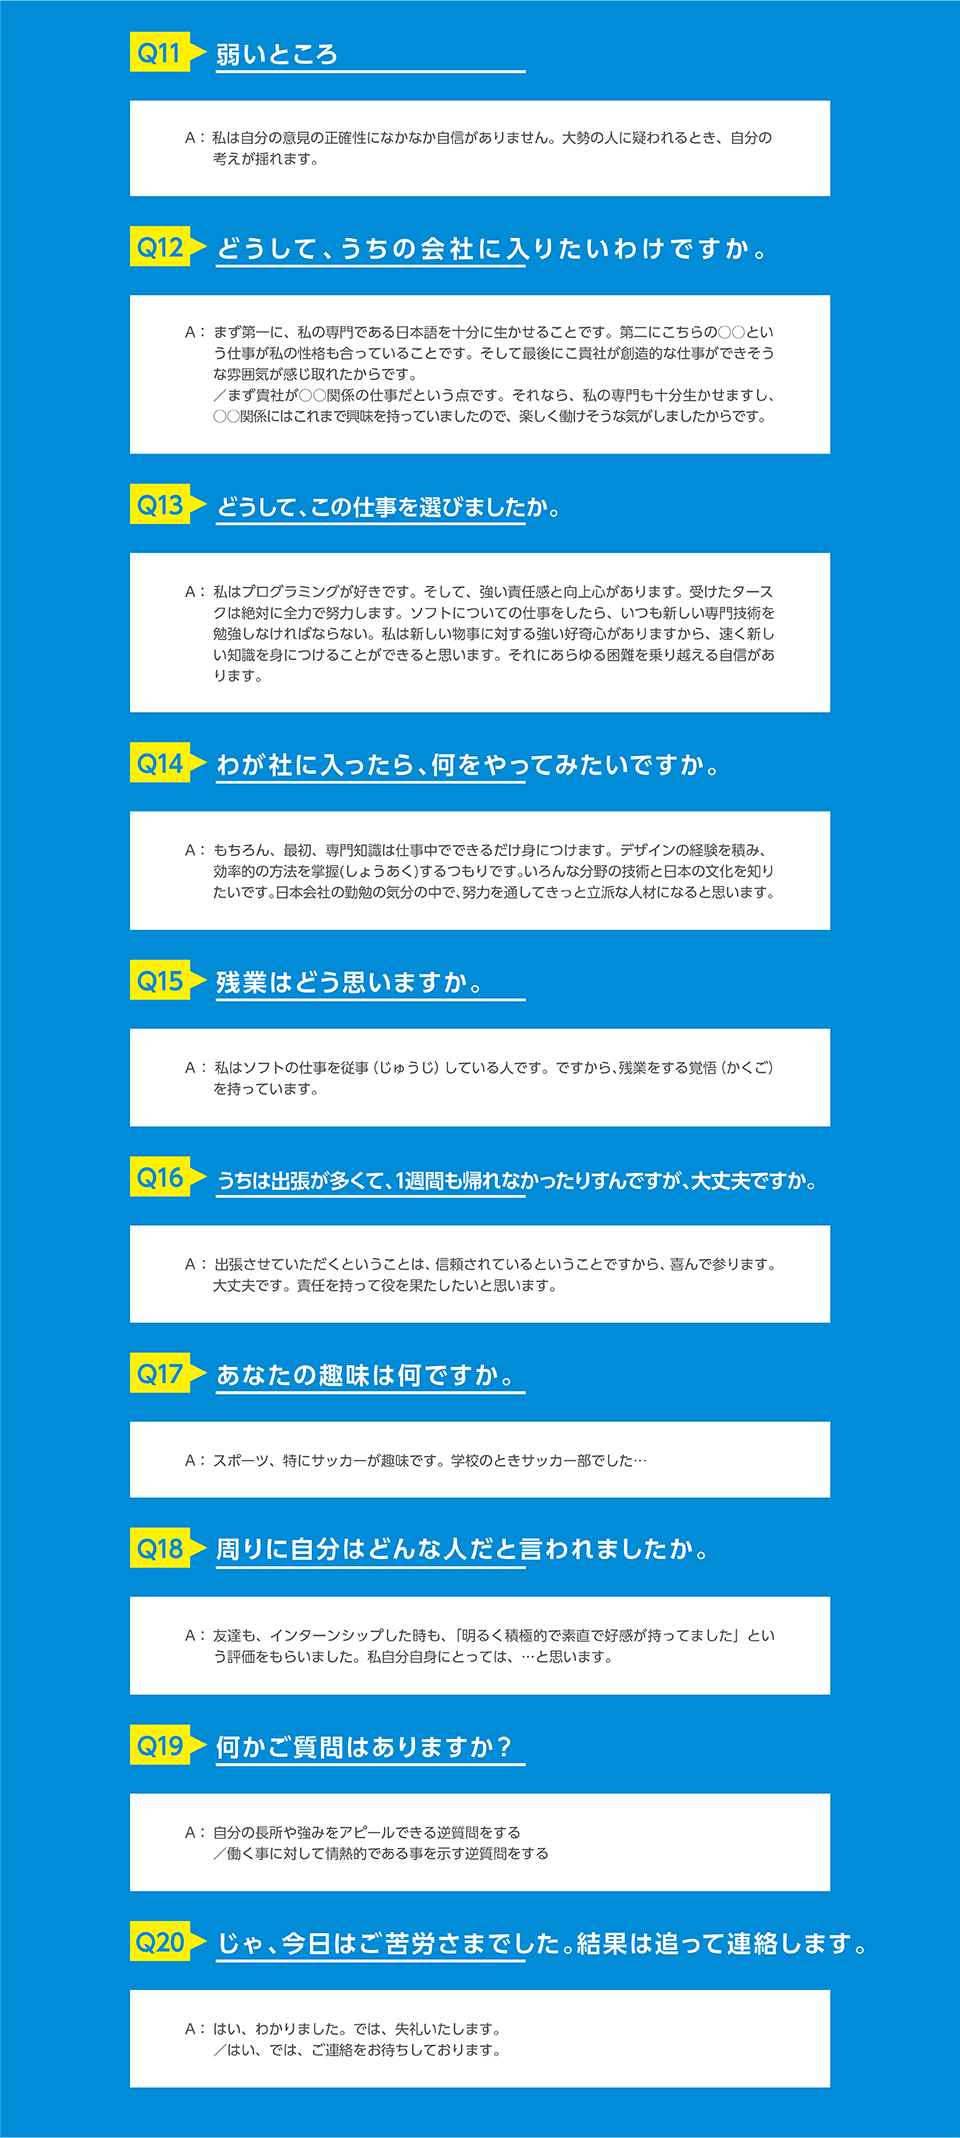 Q11 弱いところ
A：私は自分の意見の正確性になかなか自信がありません。大勢の人に疑われるとき、自分の
考えが揺れます。
Q12 どうして、うちの会社に入りたいわけですか。
A：まず第一に、私の専門である日本語を十分に生かせることです。第二にこちらの〇〇とい
う仕事が私の性格も合っていることです。そして最後にこ貴社が創造的な仕事ができそう
な雰囲気が感じ取れたからです。
／まず貴社が〇〇関係の仕事だという点です。それなら、私の専門も十分生かせますし、
〇〇関係にはこれまで興味を持っていましたので、楽しく働けそうな気がしましたからです。
Q13 どうして、この仕事を選びましたか。
A：私はプログラミングが好きです。そして、強い責任感と向上心があります。受けたタース
クは絶対に全力で努力します。ソフトについての仕事をしたら、いつも新しい専門技術を
勉強しなければならない。私は新しい物事に対する強い好奇心がありますから、速く新し
い知識を身につけることができると思います。それにあらゆる困難を乗り越える自信があ
ります。
Q14 わが社に入ったら、何をやってみたいですか。
A：もちろん、最初、専門知識は仕事中でできるだけ身につけます。デザインの経験を積み、
効率的の方法を掌握(しょうあく)するつもりです。いろんな分野の技術と日本の文化を知り
たいです。日本会社の勤勉の気分の中で、努力を通してきっと立派な人材になると思います。
Q15 残業はどう思いますか。
A：私はソフトの仕事を従事（じゅうじ）している人です。ですから、残業をする覚悟（かくご）
を持っています。
Q16 うちは出張が多くて、1週間も帰れなかったりすんですが、大丈夫ですか。
A：出張させていただくということは、信頼されているということですから、喜んで参ります。
大丈夫です。責任を持って役を果たしたいと思います。
Q17 あなたの趣味は何ですか。
A：スポーツ、特にサッカーが趣味です。学校のときサッカー部でした…
Q18 周りに自分はどんな人だと言われましたか。
A：友達も、インターンシップした時も、「明るく積極的で素直で好感が持ってました」とい
う評価をもらいました。私自分自身にとっては、…と思います。
Q19 何かご質問はありますか？
A：自分の長所や強みをアピールできる逆質問をする
／働く事に対して情熱的である事を示す逆質問をする
Q20 じゃ、今日はご苦労さまでした。結果は追って連絡します。
A：はい、わかりました。では、失礼いたします。
／はい、では、ご連絡をお待ちしております。